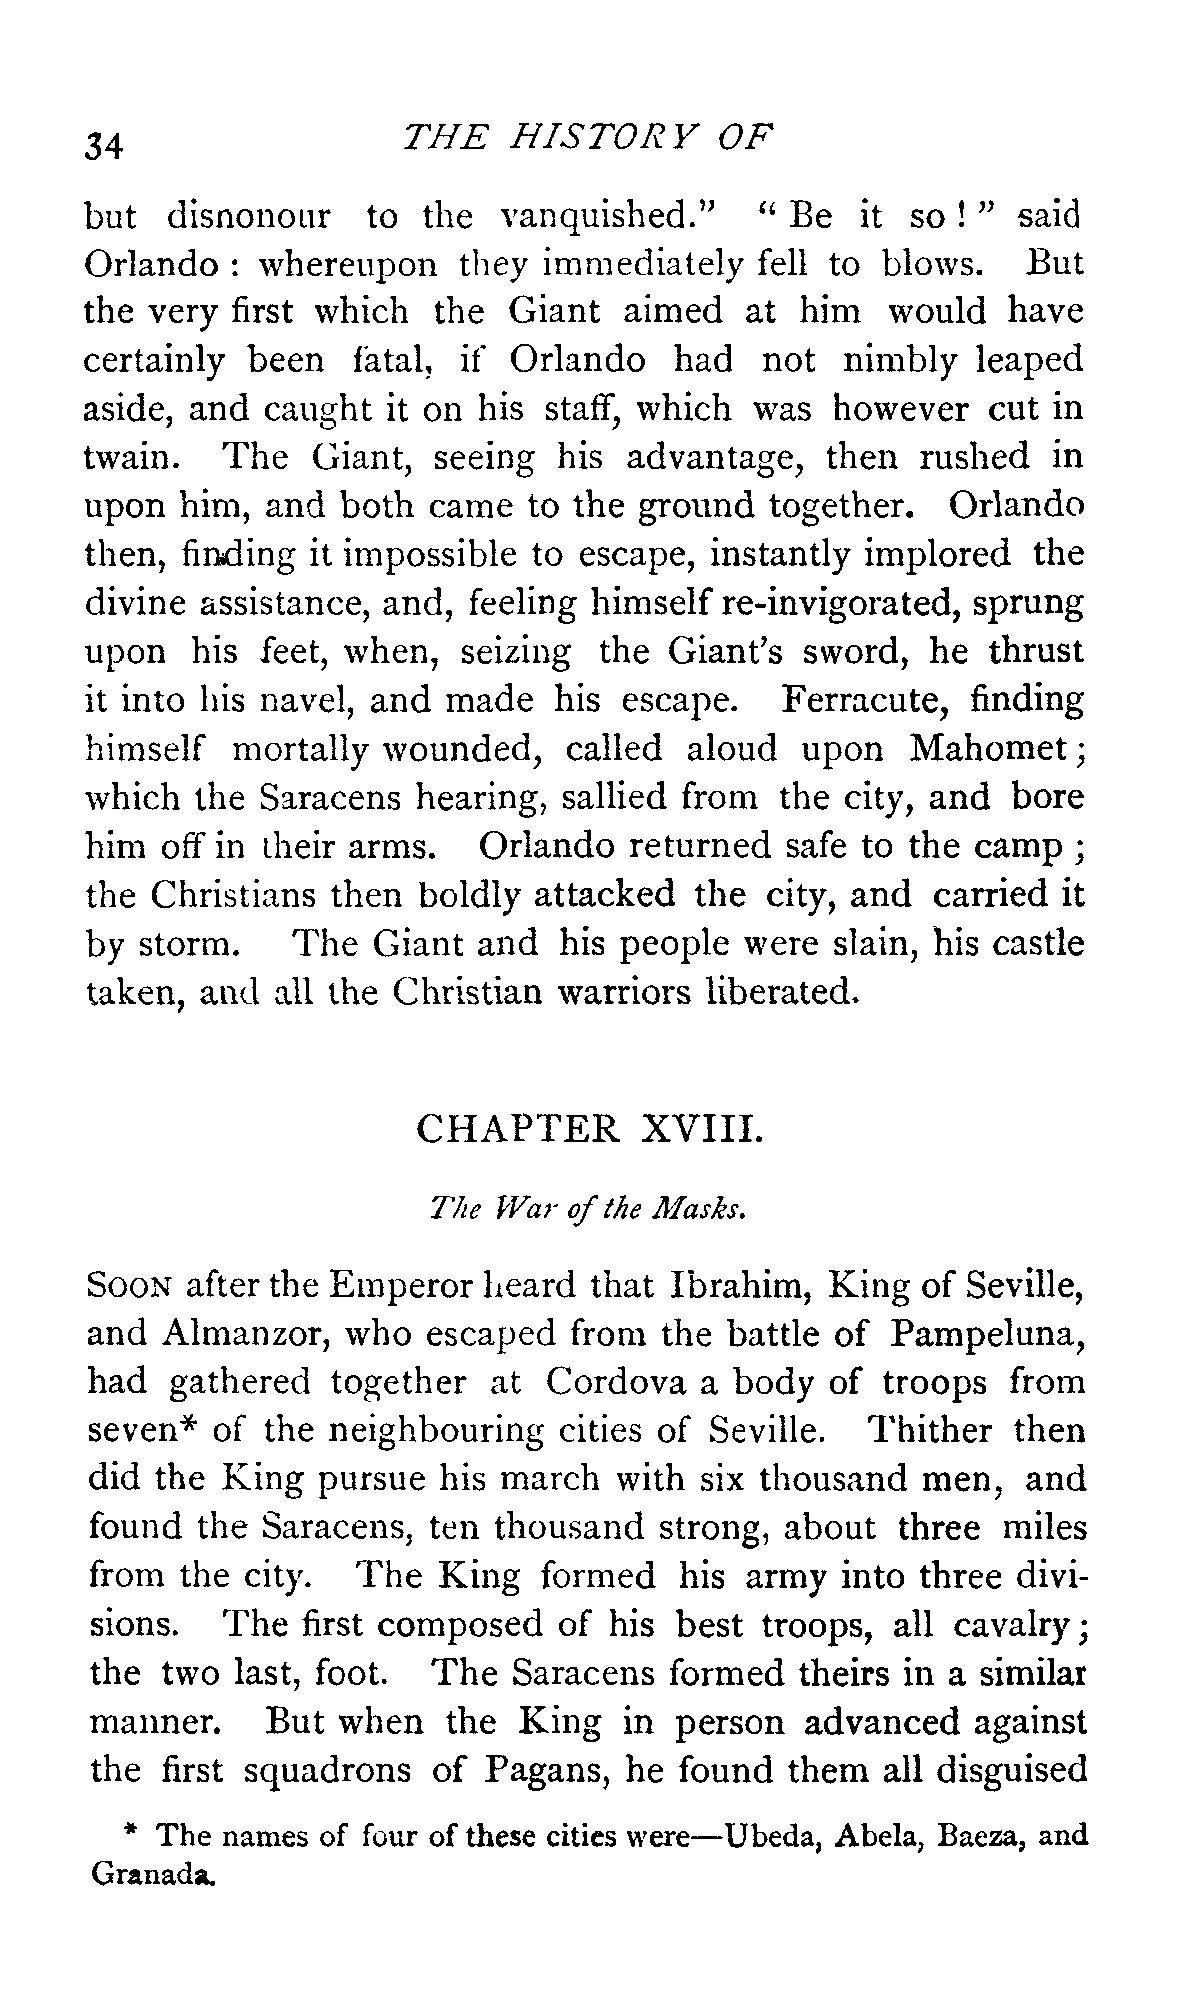 34 THE HISTORY OF
but disnonour to the vanquished." " Be it so ! " said
Orlando : whereupon they immediately fell to blows. But
the very first which the Giant aimed at him would have
certainly been fatal, if Orlando had not nimbly leaped
aside, and caught it on his staff, which was however cut in
twain. The Giant, seeing his advantage, then rushed in
upon him, and both came to the ground together. Orlando
then, finding it impossible to escape, instantly implored the
divine assistance, and, feeling himself re-invigorated, sprung
upon his feet, when, seizing the Giant's sword, he thrust
it into his navel, and made his escape. Ferracute, finding
himself mortally wounded, called aloud upon Mahomet ;
which the Saracens hearing, sallied from the city, and bore
him off in their arms. Orlando returned safe to the camp ;
the Christians then boldly attacked the city, and carried it
by storm. The Giant and his people were slain, his castle
taken, and all the Christian warriors liberated.
CHAPTER XVIII.
The War of the Masks.
SOON after the Emperor heard that Ibrahim, King of Seville,
and Almanzor, who escaped from the battle of Pampeluna,
had gathered together at Cordova a body of troops from
seven* of the neighbouring cities of Seville. Thither then
did the King pursue his march with six thousand men, and
found the Saracens, ten thousand strong, about three miles
from the city. The King formed his army into three divi-
sions. The first composed of his best troops, all cavalry ;
the two last, foot. The Saracens formed theirs in a similar
manner. But when the King in person advanced against
the first squadrons of Pagans, he found them all disguised
* The names of four of these cities were—Ubeda, Abela, Baeza, and
Granada.